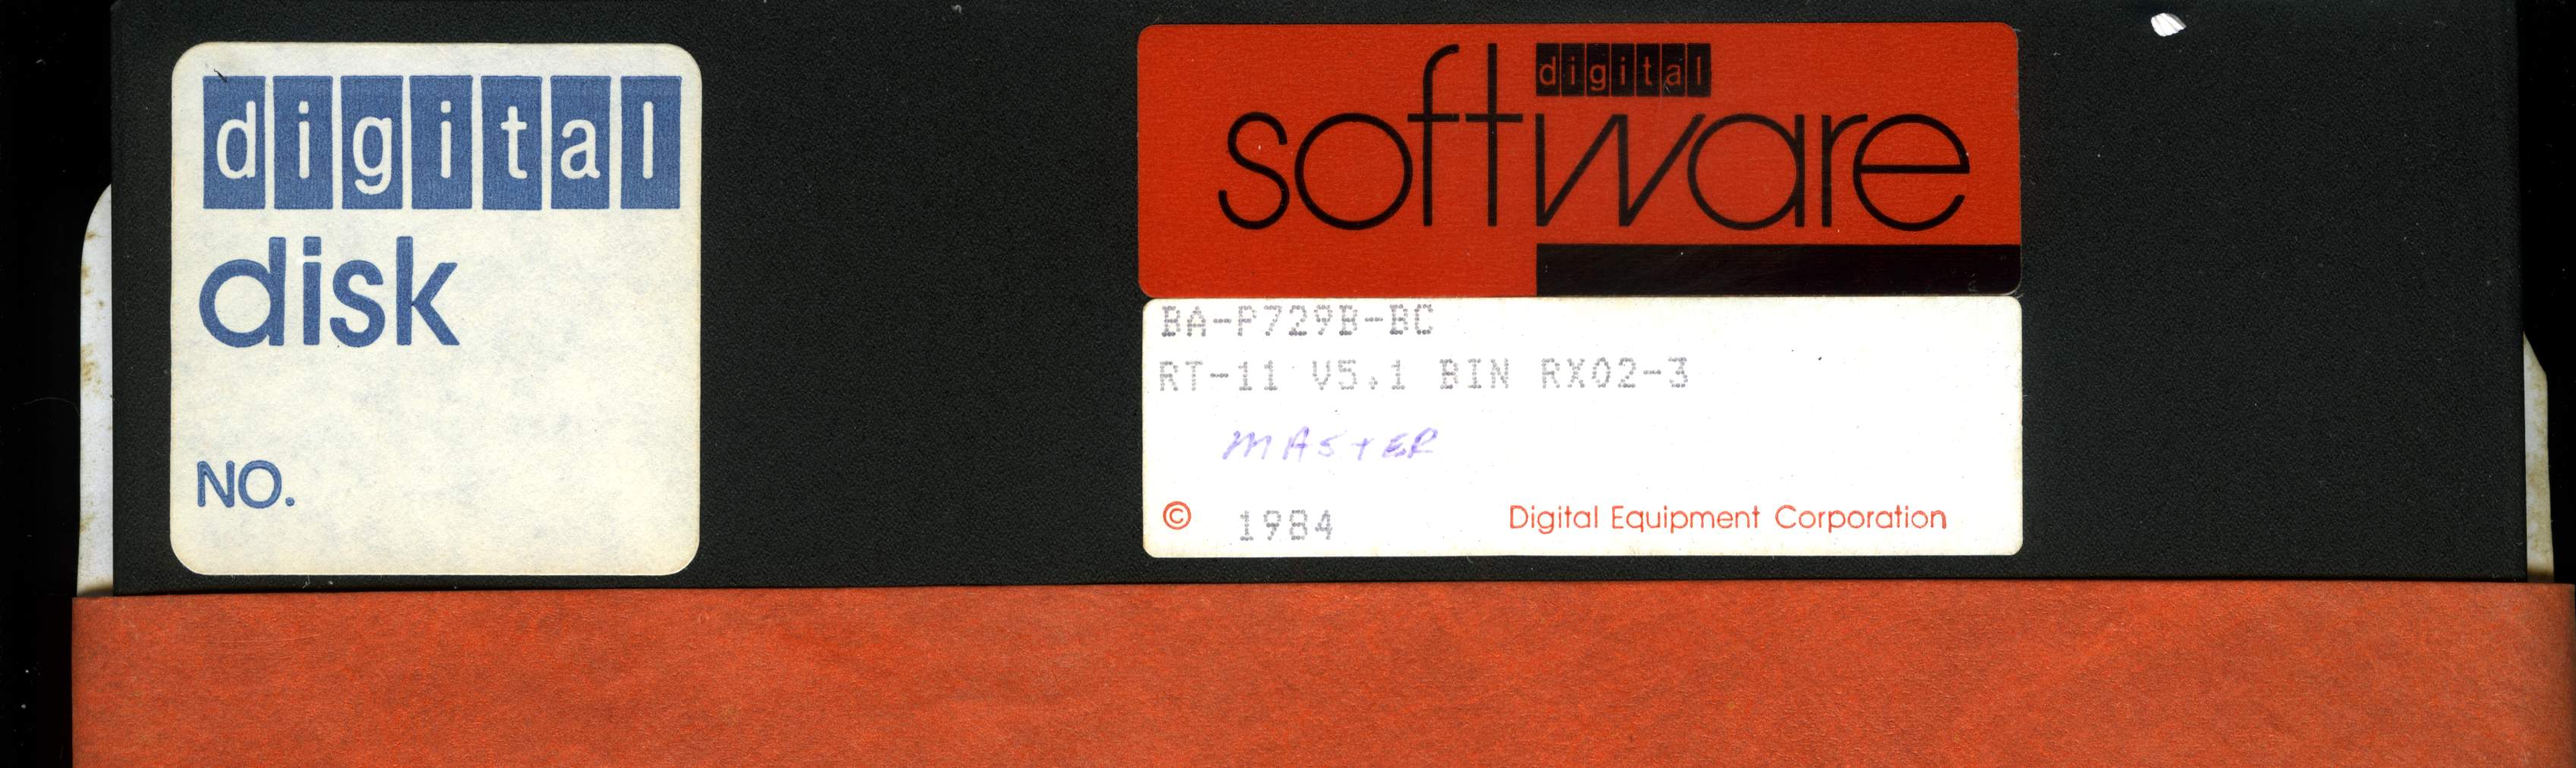 digital
disk
NO.
digital
software
BA-P729B-BC
RT-11 V5.1 BIN RX02-3
MASTER
© 1984 Digital Equipment Corporation